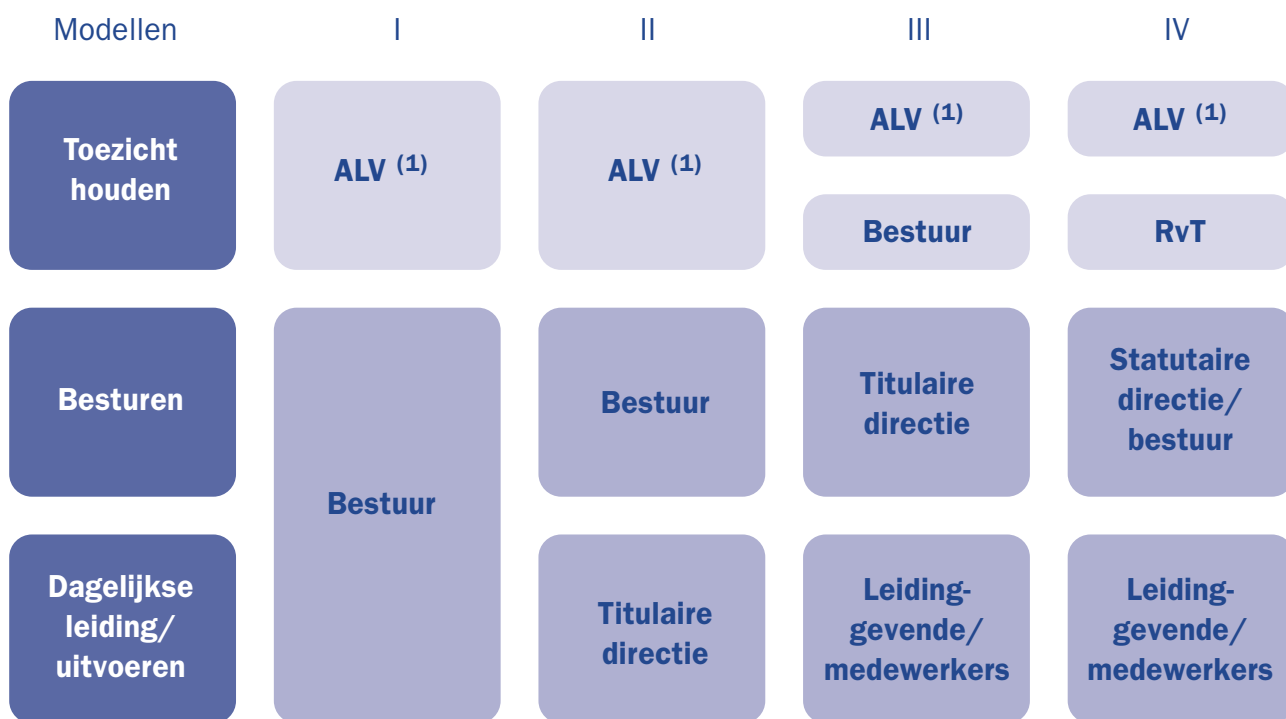 Modellen
I
II
III
IV
Toezicht
houden
ALV (1)
ALV (1)
ALV (1)
Bestuur
ALV (1)
RvT
Besturen
Bestuur
Bestuur
Titulaire
directie
Statutaire
directie/
bestuur
Dagelijkse
leiding/
uitvoeren
Titulaire
directie
Leiding-
gevende/
medewerkers
Leiding-
gevende/
medewerkers